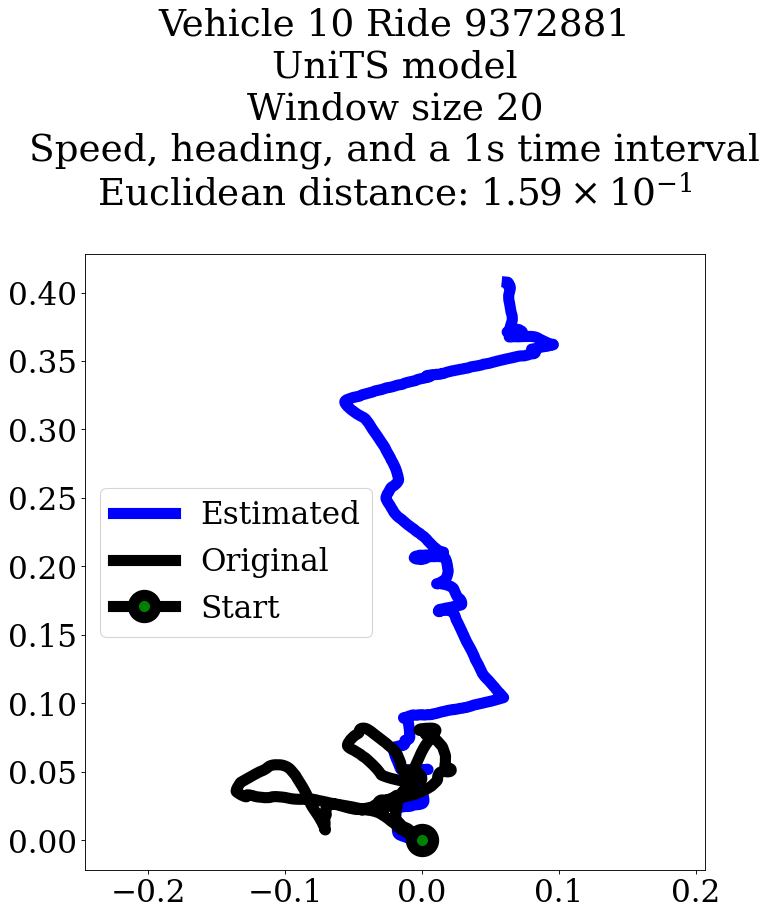 Vehicle 10 Ride 9372881
UniTS model
Window size 20
Speed, heading, and a 1s time interval
Euclidean distance: 1.59 × 10⁻¹
0.40
0.35
0.30
0.25
0.20
0.15
0.10
0.05
0.00
Estimated
Original
Start
−0.2 −0.1 0.0 0.1 0.2